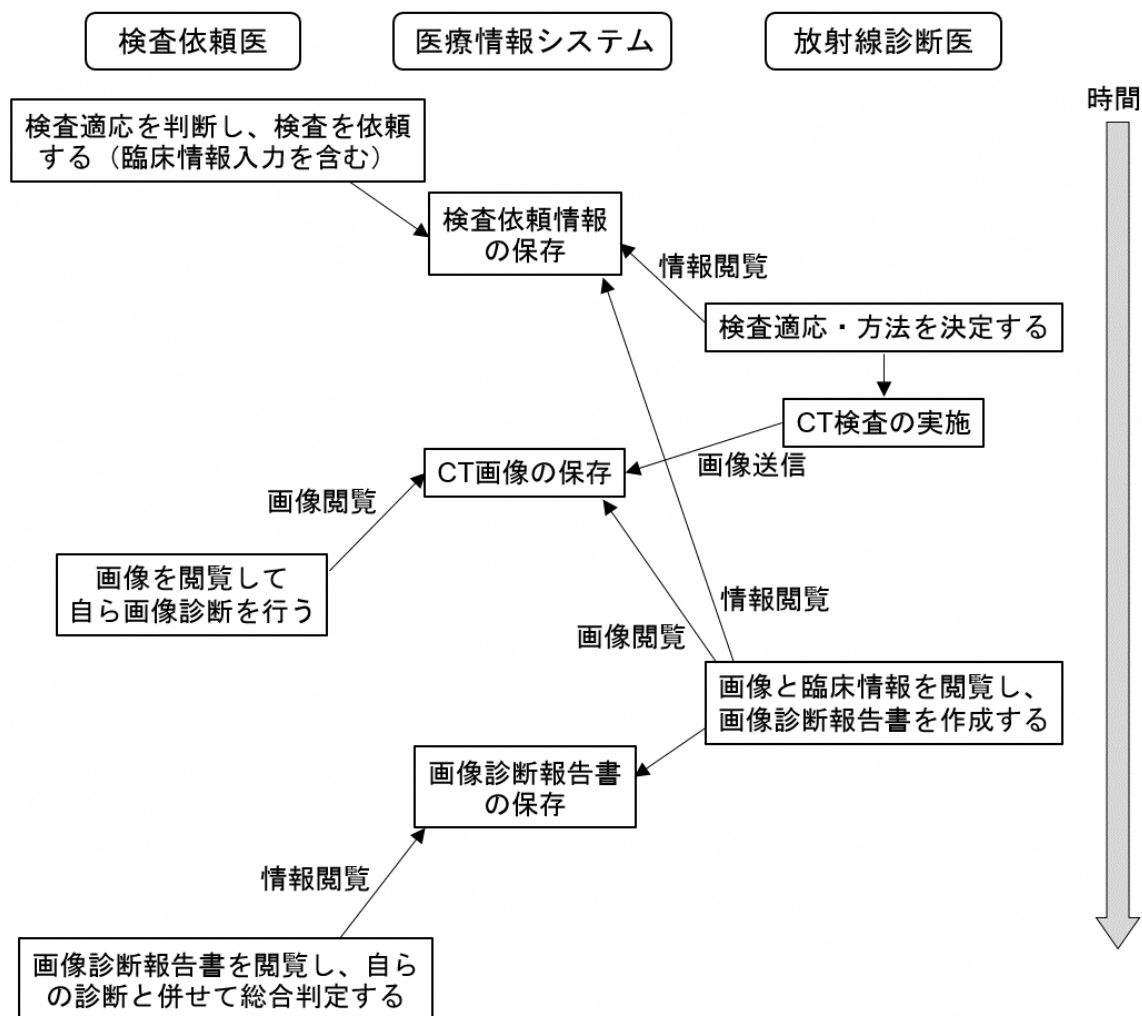 検査依頼医
医療情報システム
放射線診断医
時間
検査適応を判断し、検査を依頼
する（臨床情報入力を含む）
検査依頼情報
の保存
情報閲覧
検査適応・方法を決定する
CT検査の実施
画像送信
CT画像の保存
画像閲覧
画像を閲覧して
自ら画像診断を行う
情報閲覧
画像閲覧
画像と臨床情報を閲覧し、
画像診断報告書を作成する
画像診断報告書
の保存
情報閲覧
画像診断報告書を閲覧し、自ら
の診断と併せて総合判定する